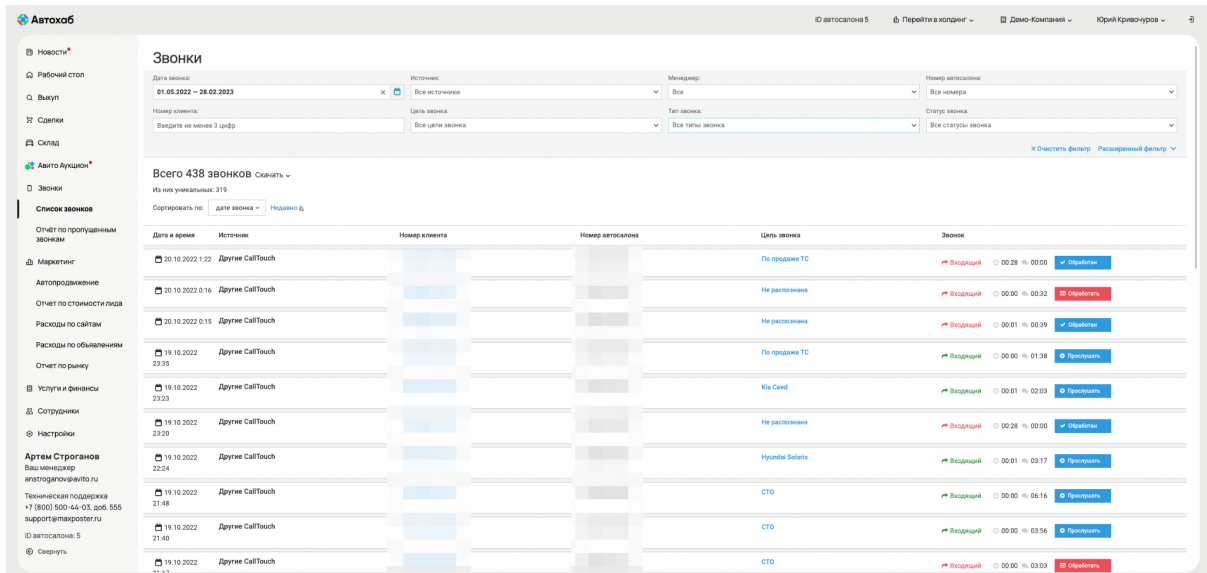 Автохаб
ID автосалона 5
Перейти в холдинг
Демо-Компания
Юрий Кривочуров
Новости
Рабочий стол
Выкуп
Сделки
Склад
Авито Аукцион
Звонки
Список звонков
Отчёт по пропущенным
звонкам
Маркетинг
Автопродвижение
Отчет по стоимости лида
Расходы по сайтам
Расходы по объявлениям
Отчет по рынку
Услуги и финансы
Сотрудники
Настройки
Артем Строганов
Ваш менеджер
anstroganov@avito.ru
Техническая поддержка
+7 (800) 500-44-03, доб. 555
support@maxposter.ru
ID автосалона: 5
Свернуть
Звонки
Дата звонка: Источник: Менеджер: Номер автосалона:
01.05.2022 — 28.02.2023 Все источники Все Все номера
Номер клиента: Цель звонка: Тип звонка: Статус звонка:
Введите не менее 3 цифр Все цели звонка Все типы звонка Все статусы звонка
Очистить фильтр Расширенный фильтр
Всего 438 звонков Скачать
Из них уникальных: 319
Сортировать по: дате звонка Недавно
Дата и время Источник Номер клиента Номер автосалона Цель звонка Звонок
20.10.2022 1:22 Другие CallTouch По продаже ТС Входящий 00:28 00:00 Обработан
20.10.2022 0:16 Другие CallTouch Не распознана Входящий 00:00 00:32 Обработать
20.10.2022 0:15 Другие CallTouch Не распознана Входящий 00:01 00:39 Обработан
19.10.2022 Другие CallTouch По продаже ТС Входящий 00:00 01:38 Прослушать
23:35
19.10.2022 Другие CallTouch Kia Ceed Входящий 00:01 02:03 Прослушать
23:23
19.10.2022 Другие CallTouch Не распознана Входящий 00:28 00:00 Обработан
23:20
19.10.2022 Другие CallTouch Hyundai Solaris Входящий 00:01 03:17 Прослушать
22:24
19.10.2022 Другие CallTouch СТО Входящий 00:00 06:16 Прослушать
21:48
19.10.2022 Другие CallTouch СТО Входящий 00:00 03:56 Прослушать
21:40
19.10.2022 Другие CallTouch СТО Входящий 00:00 03:03 Обработать